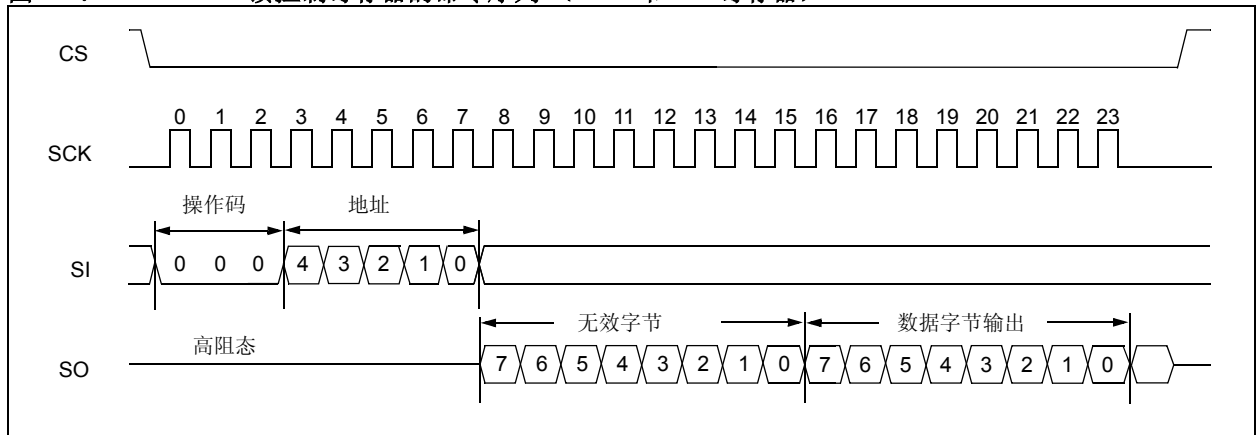 CS
0 1 2 3 4 5 6 7 8 9 10 11 12 13 14 15 16 17 18 19 20 21 22 23
SCK
操作码 地址
SI 0 0 0 4 3 2 1 0
无效字节 数据字节输出
高阻态
SO 7 6 5 4 3 2 1 0 7 6 5 4 3 2 1 0